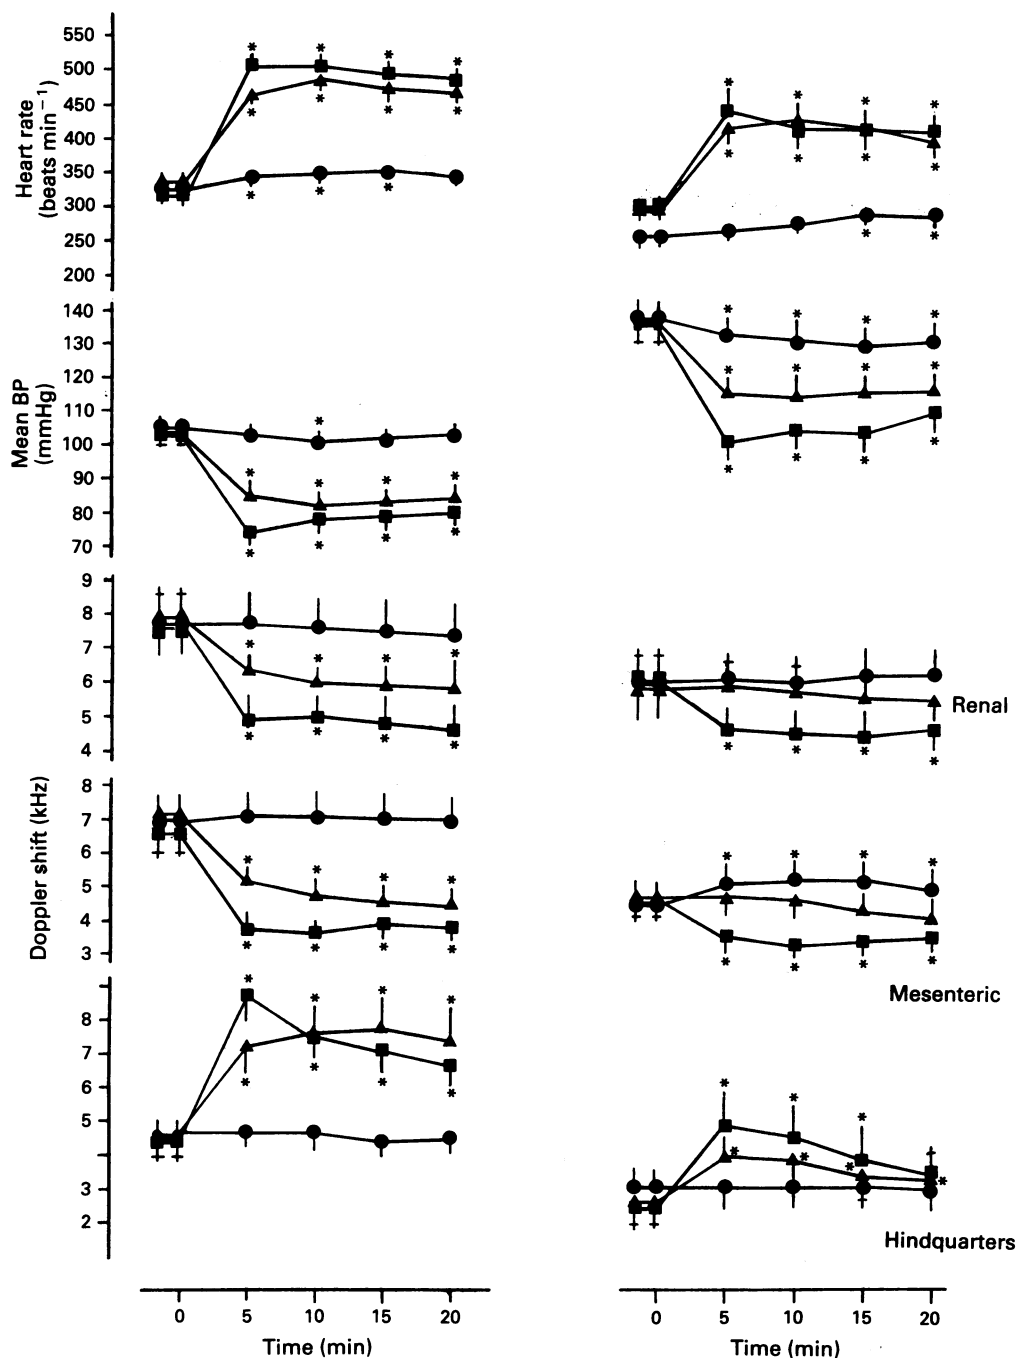 Heart rate
(beats min⁻¹)
550
500
450
400
350
300
250
200
Mean BP
(mmHg)
140
130
120
110
100
90
80
70
Doppler shift (kHz)
9
8
7
6
5
4
Renal
8
7
6
5
4
3
Mesenteric
8
7
6
5
3
2
Hindquarters
0 5 10 15 20
Time (min)
0 5 10 15 20
Time (min)